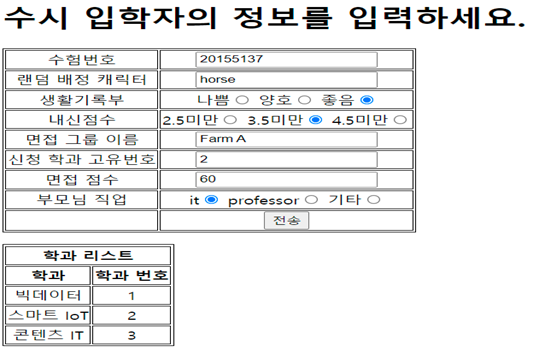 수시 입학자의 정보를 입력하세요.
수험번호 20155137
랜덤 배정 캐릭터 horse
생활기록부 나쁨 양호 좋음
내신점수 2.5미만 3.5미만 4.5미만
면접 그룹 이름 Farm A
신청 학과 고유번호 2
면접 점수 60
부모님 직업 it professor 기타
전송
학과 리스트
학과 학과 번호
빅데이터 1
스마트 IoT 2
콘텐츠 IT 3